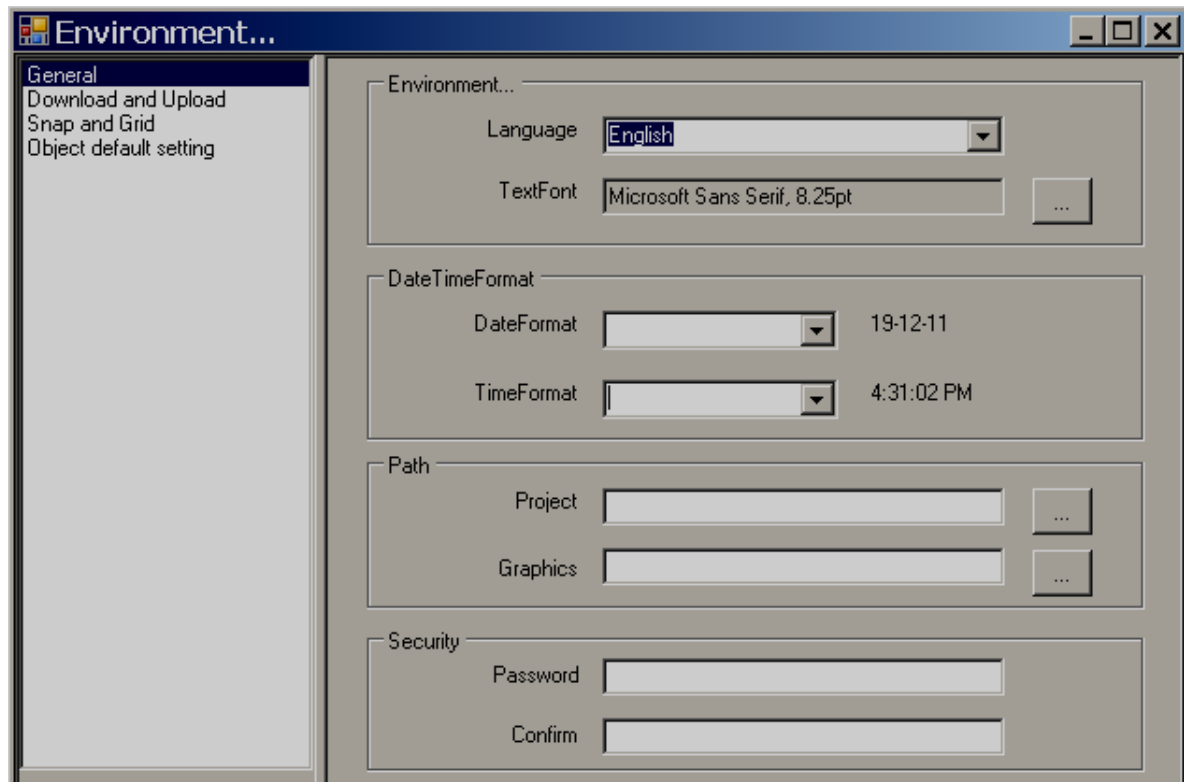 Environment...
General
Download and Upload
Snap and Grid
Object default setting
Environment...
Language English
TextFont Microsoft Sans Serif, 8.25pt ...
DateTimeFormat
DateFormat 19-12-11
TimeFormat 4:31:02 PM
Path
Project ...
Graphics ...
Security
Password
Confirm